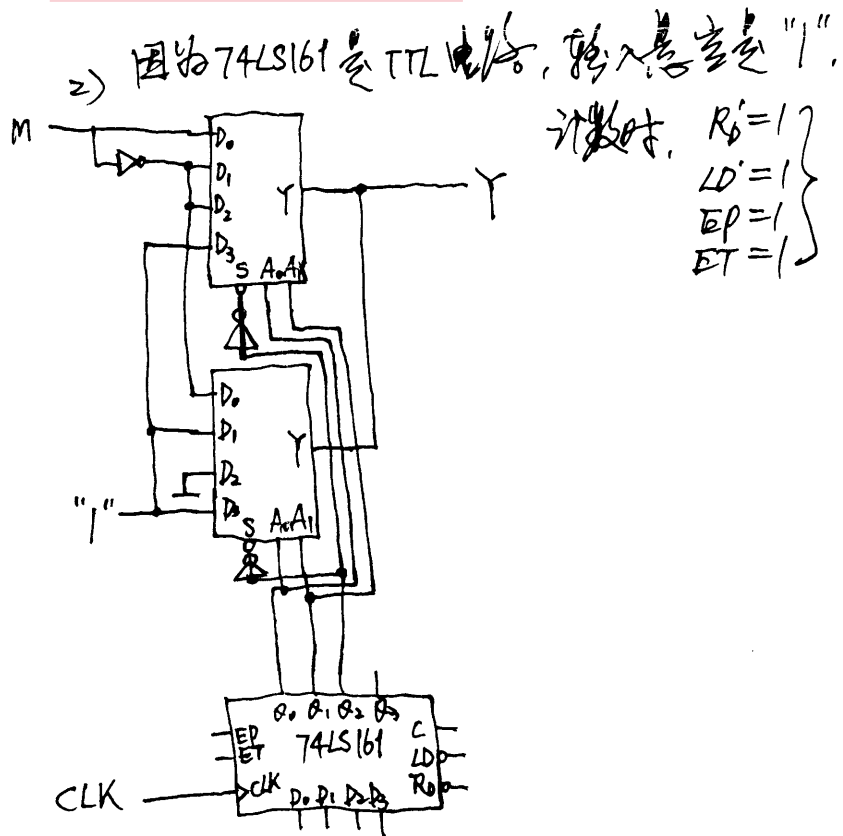 2) 因为74LS161是TTL电路,输入悬空是"1".
计数时, R'D=1
LD'=1
EP=1
ET=1
M
D0
D1
D2
D3
Y
Y
S A0 A1
D0
D1
D2
D3
Y
"1"
S A0 A1
Q0 Q1 Q2 Q3
EP
ET
74LS161
C
LD
RD
CLK
CLK
D0 D1 D2 D3